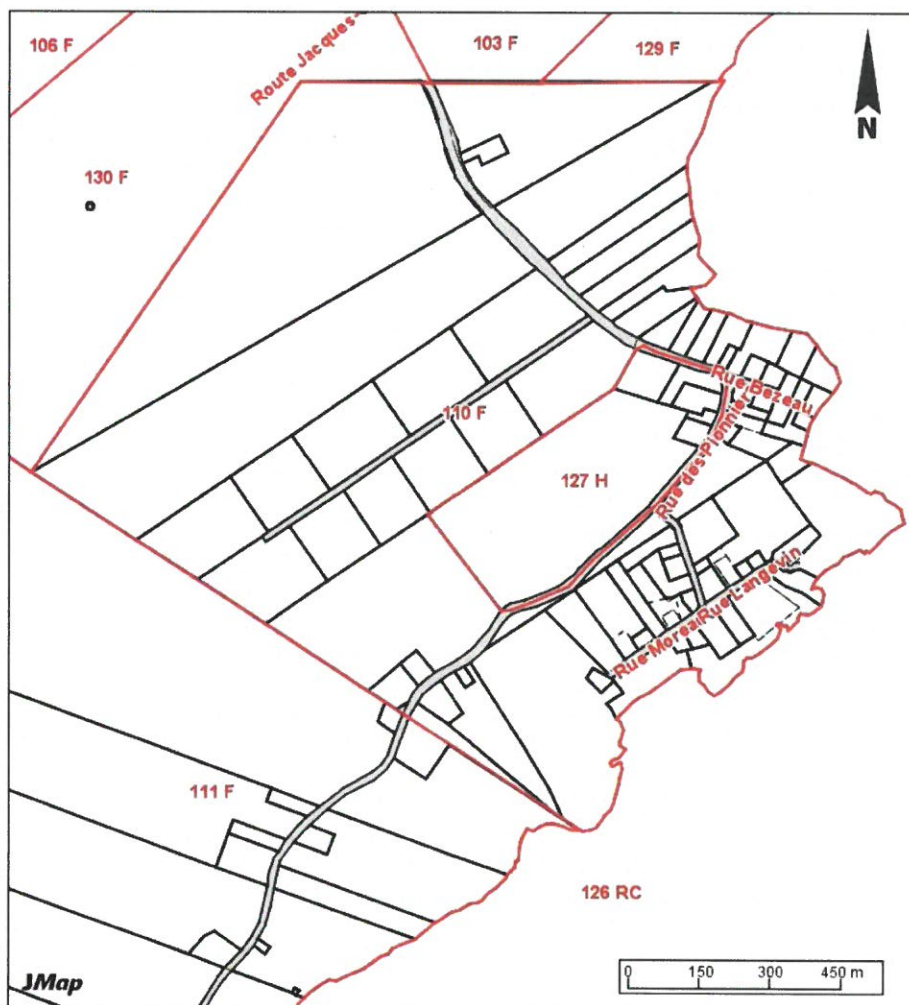 106 F
103 F
129 F
Route Jacques-
N
130 F
Rue Bezeau
110 F
Rue des Pionnier
127 H
Rue Langevin
Rue Morea
111 F
126 RC
JMap
0 150 300 450 m